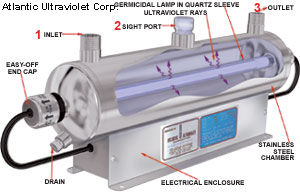 Atlantic Ultraviolet Corp.
GERMICIDAL LAMP IN QUARTZ SLEEVE
ULTRAVIOLET RAYS
3 OUTLET
2 SIGHT PORT
1 INLET
EASY-OFF
END CAP
STAINLESS
STEEL
CHAMBER
DRAIN
ELECTRICAL ENCLOSURE